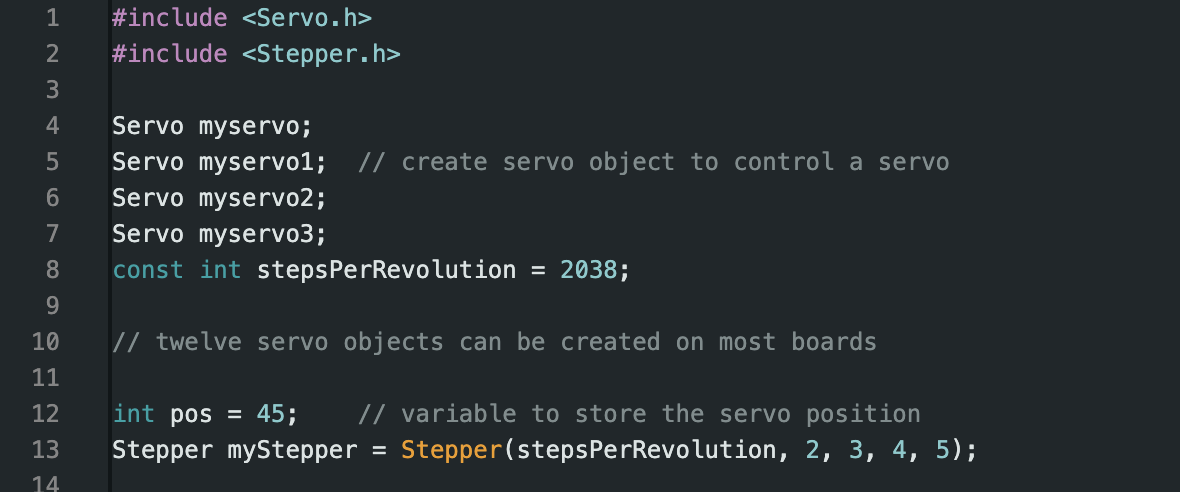 1 #include <Servo.h>
2 #include <Stepper.h>
3
4 Servo myservo;
5 Servo myservo1;  // create servo object to control a servo
6 Servo myservo2;
7 Servo myservo3;
8 const int stepsPerRevolution = 2038;
9
10 // twelve servo objects can be created on most boards
11
12 int pos = 45;    // variable to store the servo position
13 Stepper myStepper = Stepper(stepsPerRevolution, 2, 3, 4, 5);
14